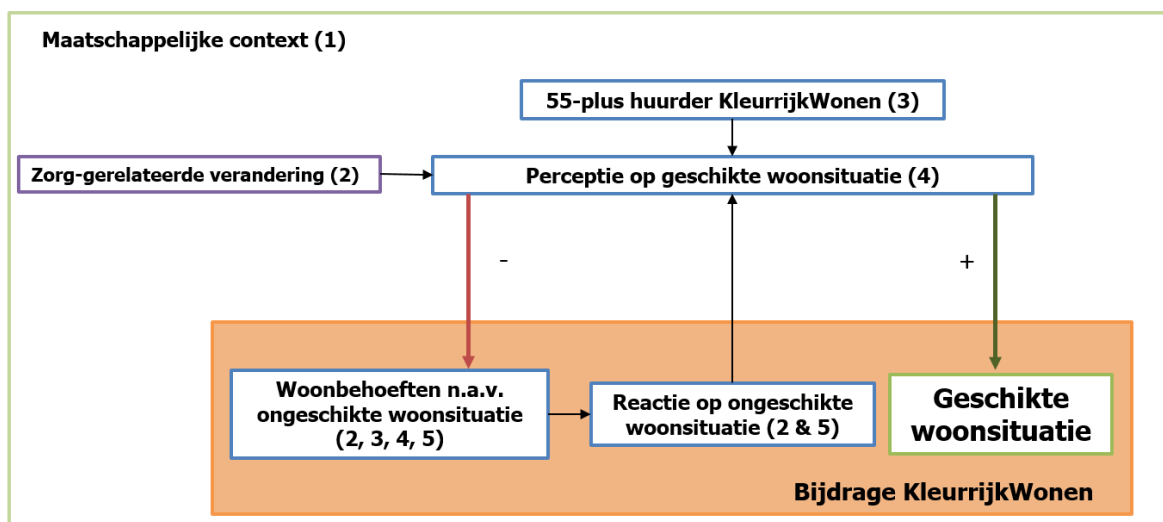 Maatschappelijke context (1)
55-plus huurder KleurrijkWonen (3)
Zorg-gerelateerde verandering (2)
Perceptie op geschikte woonsituatie (4)
-
+
Woonbehoeften n.a.v.
ongeschikte woonsituatie
(2, 3, 4, 5)
Reactie op ongeschikte
woonsituatie (2 & 5)
Geschikte
woonsituatie
Bijdrage KleurrijkWonen